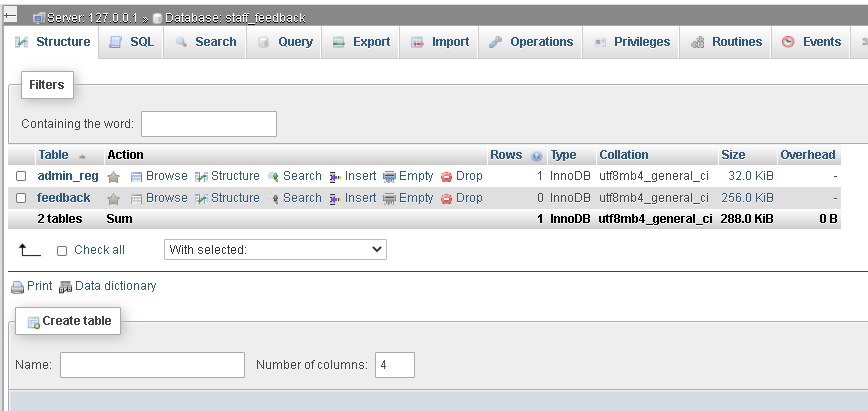 Server: 127.0.0.1 » Database: staff_feedback
Structure SQL Search Query Export Import Operations Privileges Routines Events
Filters
Containing the word:
Table Action Rows Type Collation Size Overhead
admin_reg Browse Structure Search Insert Empty Drop 1 InnoDB utf8mb4_general_ci 32.0 KiB -
feedback Browse Structure Search Insert Empty Drop 0 InnoDB utf8mb4_general_ci 256.0 KiB -
2 tables Sum 1 InnoDB utf8mb4_general_ci 288.0 KiB 0 B
Check all With selected:
Print Data dictionary
Create table
Name: Number of columns: 4